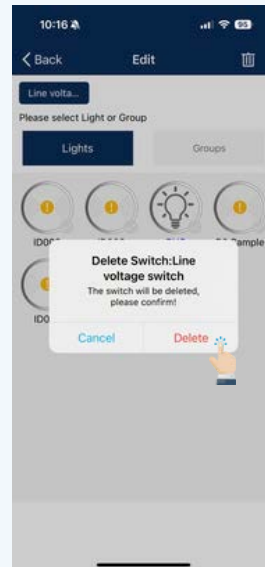 10:16
95
Back
Edit
Line volta...
Please select Light or Group
Lights
Groups
Sample
Delete Switch:Line
voltage switch
The switch will be deleted,
please confirm!
Cancel
Delete